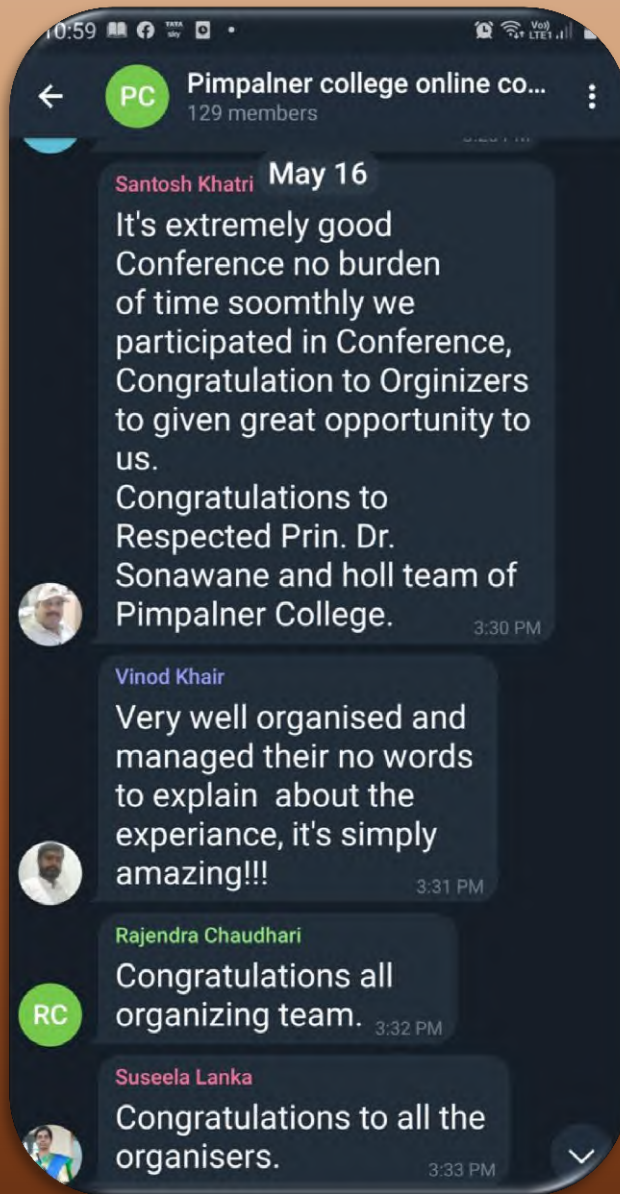 10:59 TATA sky Vo) LTE1
PC Pimpalner college online co...
129 members
May 16
Santosh Khatri
It's extremely good
Conference no burden
of time soomthly we
participated in Conference,
Congratulation to Orginizers
to given great opportunity to
us.
Congratulations to
Respected Prin. Dr.
Sonawane and holl team of
Pimpalner College.
3:30 PM
Vinod Khair
Very well organised and
managed their no words
to explain about the
experiance, it's simply
amazing!!!
3:31 PM
Rajendra Chaudhari
RC
Congratulations all
organizing team.
3:32 PM
Suseela Lanka
Congratulations to all the
organisers.
3:33 PM